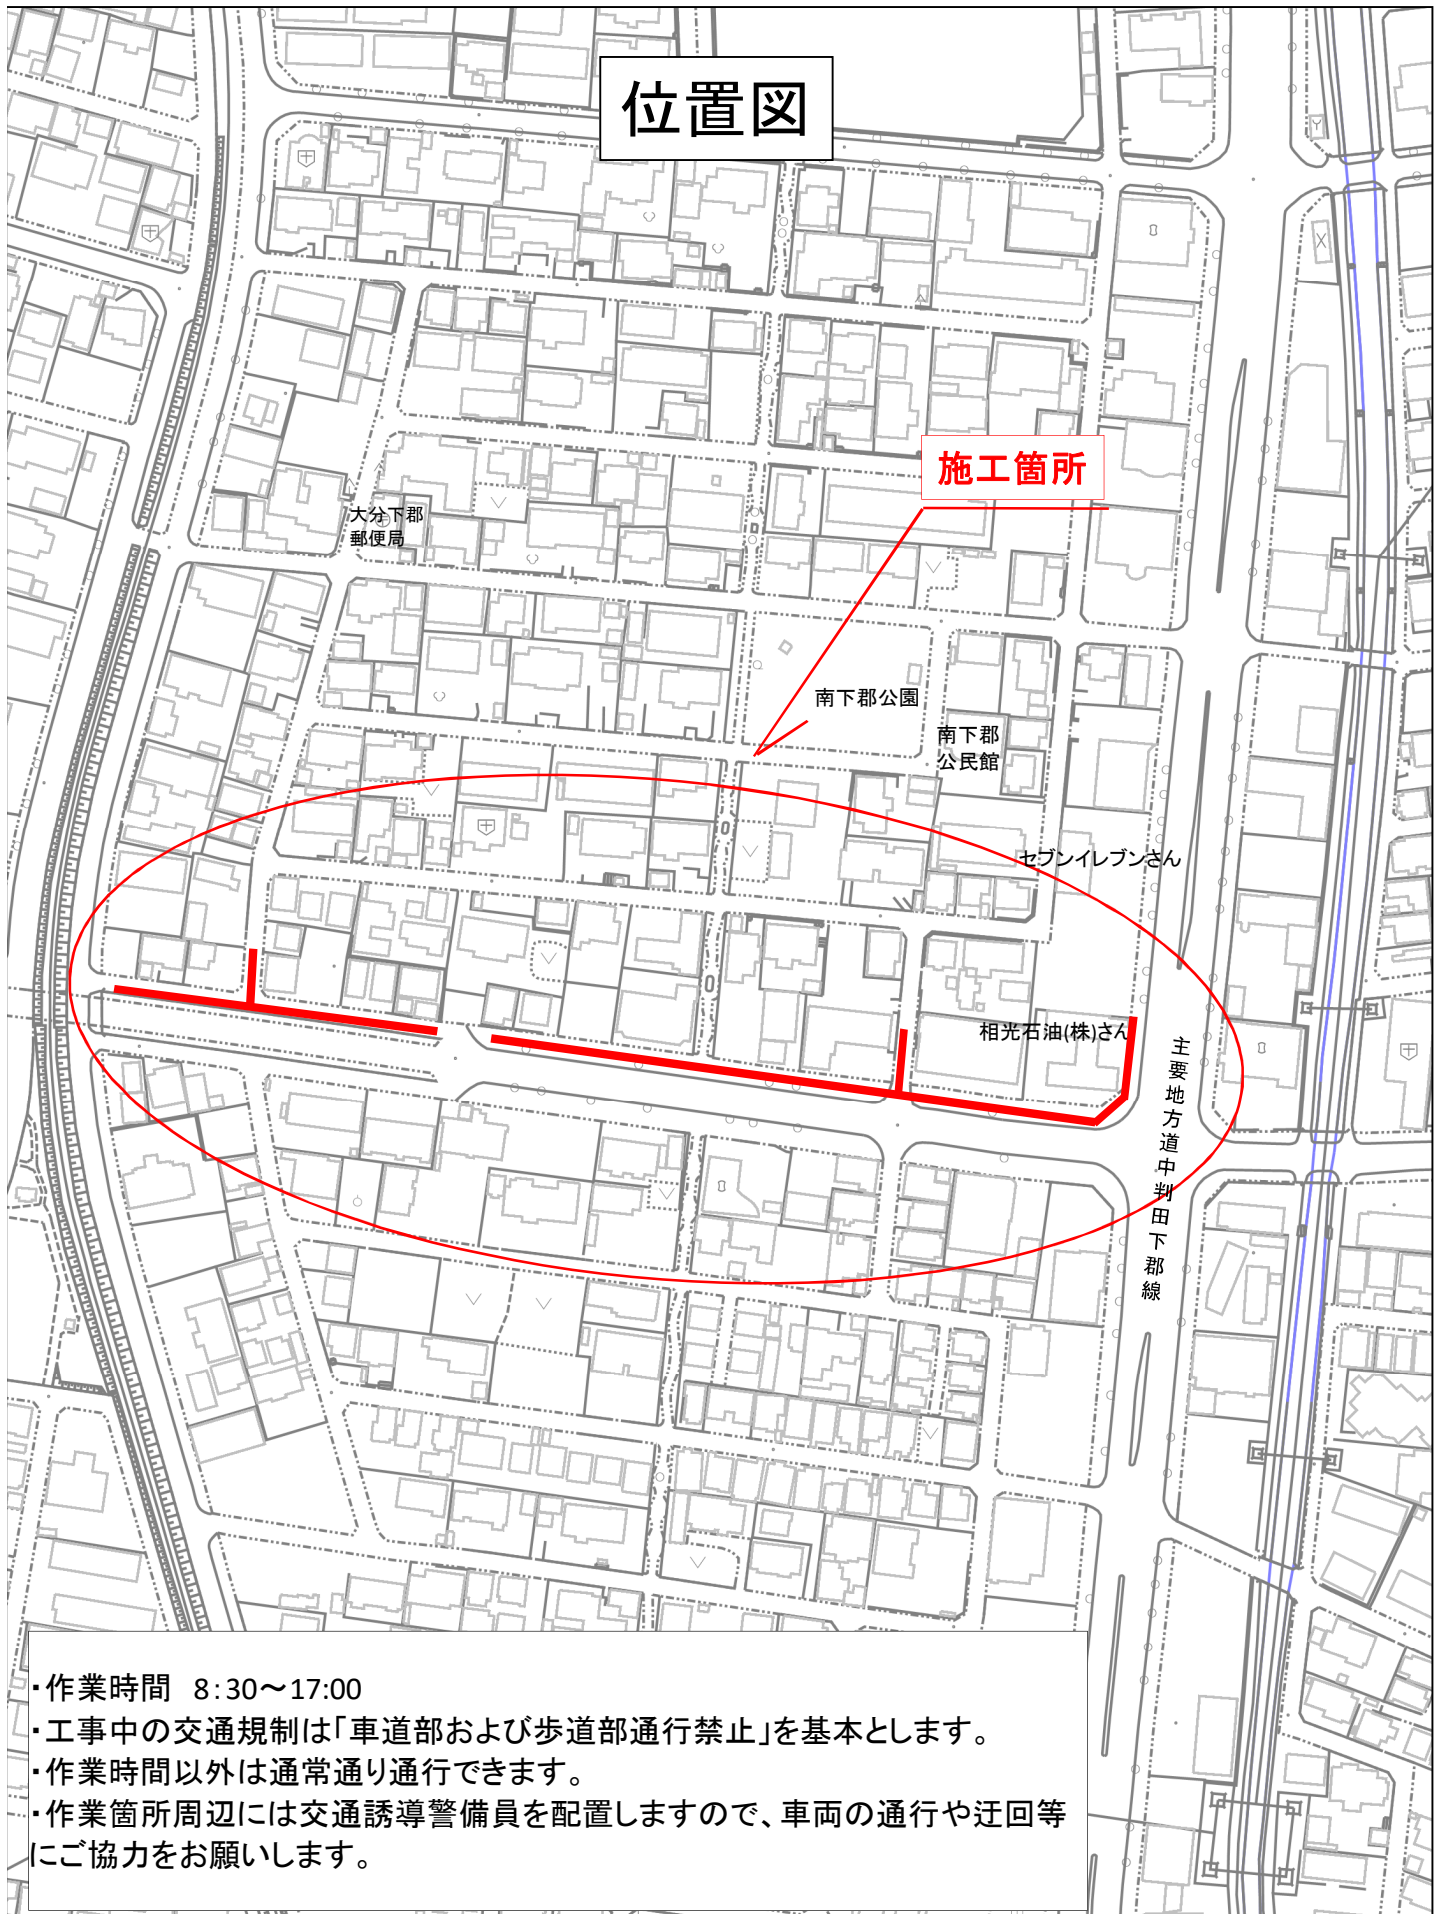 位置図
施工箇所
大分下郡
郵便局
南下郡公園
南下郡
公民館
セブンイレブンさん
相光石油(株)さん
主要地方道中判田下郡線
・作業時間 8:30～17:00
・工事中の交通規制は「車道部および歩道部通行禁止」を基本とします。
・作業時間以外は通常通り通行できます。
・作業箇所周辺には交通誘導警備員を配置しますので、車両の通行や迂回等
にご協力をお願いします。